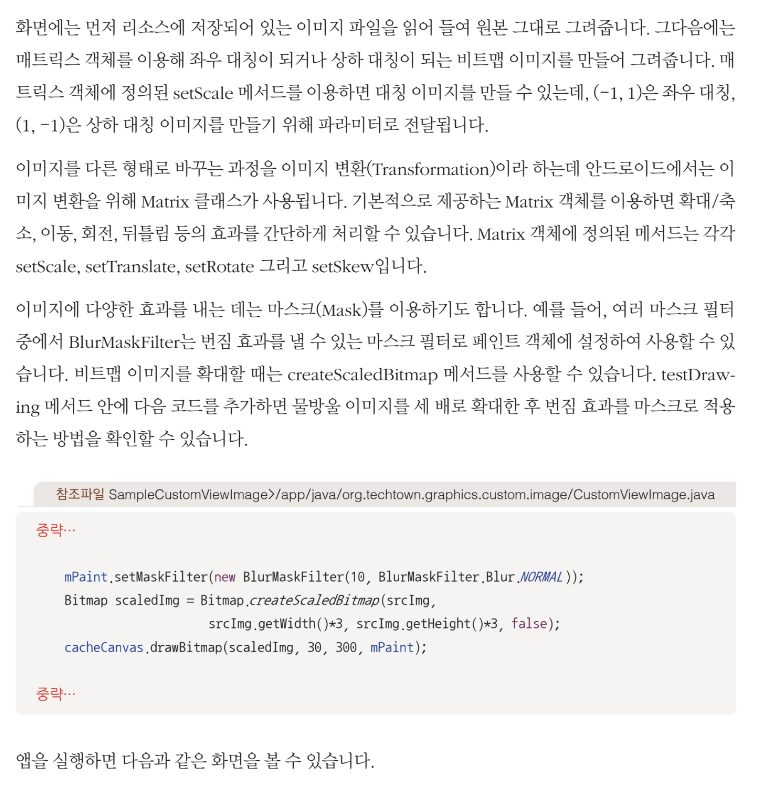 화면에는 먼저 리소스에 저장되어 있는 이미지 파일을 읽어 들여 원본 그대로 그려줍니다. 그다음에는
매트릭스 객체를 이용해 좌우 대칭이 되거나 상하 대칭이 되는 비트맵 이미지를 만들어 그려줍니다. 매
트릭스 객체에 정의된 setScale 메서드를 이용하면 대칭 이미지를 만들 수 있는데, (-1, 1)은 좌우 대칭,
(1, -1)은 상하 대칭 이미지를 만들기 위해 파라미터로 전달됩니다.
이미지를 다른 형태로 바꾸는 과정을 이미지 변환(Transformation)이라 하는데 안드로이드에서는 이
미지 변환을 위해 Matrix 클래스가 사용됩니다. 기본적으로 제공하는 Matrix 객체를 이용하면 확대/축
소, 이동, 회전, 뒤틀림 등의 효과를 간단하게 처리할 수 있습니다. Matrix 객체에 정의된 메서드는 각각
setScale, setTranslate, setRotate 그리고 setSkew입니다.
이미지에 다양한 효과를 내는 데는 마스크(Mask)를 이용하기도 합니다. 예를 들어, 여러 마스크 필터
중에서 BlurMaskFilter는 번짐 효과를 낼 수 있는 마스크 필터로 페인트 객체에 설정하여 사용할 수 있
습니다. 비트맵 이미지를 확대할 때는 createScaledBitmap 메서드를 사용할 수 있습니다. testDraw-
ing 메서드 안에 다음 코드를 추가하면 물방울 이미지를 세 배로 확대한 후 번짐 효과를 마스크로 적용
하는 방법을 확인할 수 있습니다.
참조파일 SampleCustomViewImage>/app/java/org.techtown.graphics.custom.image/CustomViewImage.java
중략…
mPaint.setMaskFilter(new BlurMaskFilter(10, BlurMaskFilter.Blur.NORMAL));
Bitmap scaledImg = Bitmap.createScaledBitmap(srcImg,
srcImg.getWidth()*3, srcImg.getHeight()*3, false);
cacheCanvas.drawBitmap(scaledImg, 30, 300, mPaint);
중략…
앱을 실행하면 다음과 같은 화면을 볼 수 있습니다.